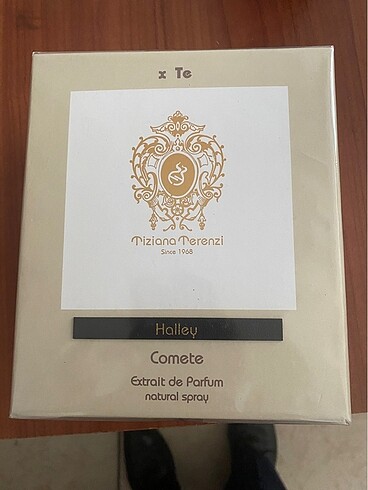 x Te
Tiziana Terenzi
Since 1968
Halley
Comete
Extrait de Parfum
natural spray